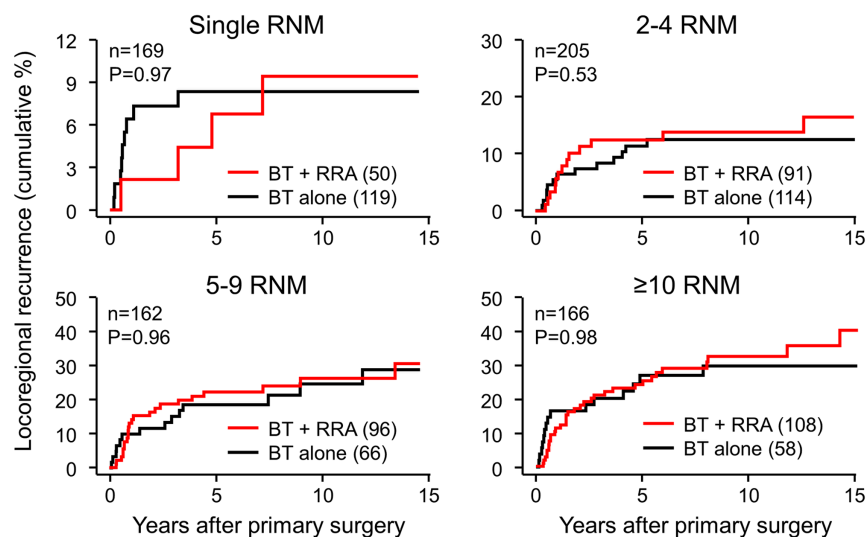 Locoregional recurrence (cumulative %)
Single RNM
12
9
6
3
0
n=169
P=0.97
BT + RRA (50)
BT alone (119)
0 5 10 15
2-4 RNM
30
20
10
0
n=205
P=0.53
BT + RRA (91)
BT alone (114)
0 5 10 15
5-9 RNM
50
40
30
20
10
0
n=162
P=0.96
BT + RRA (96)
BT alone (66)
0 5 10 15
Years after primary surgery
≥10 RNM
50
40
30
20
10
0
n=166
P=0.98
BT + RRA (108)
BT alone (58)
0 5 10 15
Years after primary surgery